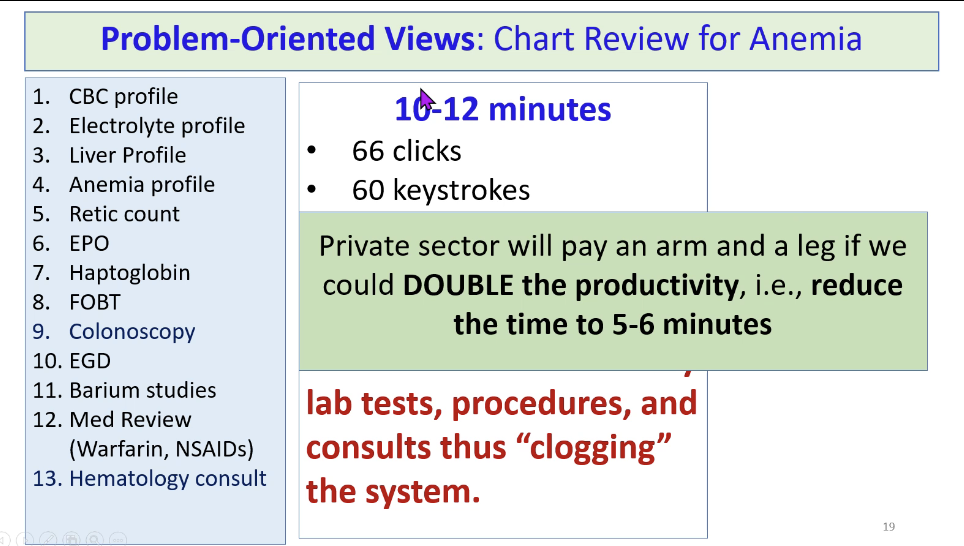 Problem-Oriented Views: Chart Review for Anemia
1. CBC profile
2. Electrolyte profile
3. Liver Profile
4. Anemia profile
5. Retic count
6. EPO
7. Haptoglobin
8. FOBT
9. Colonoscopy
10. EGD
11. Barium studies
12. Med Review
(Warfarin, NSAIDs)
13. Hematology consult
10-12 minutes
• 66 clicks
• 60 keystrokes
Private sector will pay an arm and a leg if we
could DOUBLE the productivity, i.e., reduce
the time to 5-6 minutes
lab tests, procedures, and
consults thus “clogging”
the system.
19